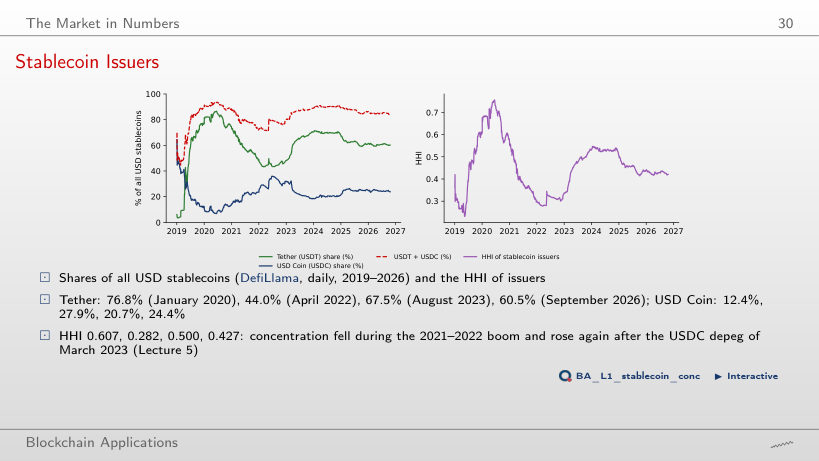 The Market in Numbers 30
Stablecoin Issuers
% of all USD stablecoins
100
80
60
40
20
0
2019 2020 2021 2022 2023 2024 2025 2026 2027
HHI
0.7
0.6
0.5
0.4
0.3
2019 2020 2021 2022 2023 2024 2025 2026 2027
Tether (USDT) share (%) USDT + USDC (%) HHI of stablecoin issuers
USD Coin (USDC) share (%)
Shares of all USD stablecoins (DefiLlama, daily, 2019–2026) and the HHI of issuers
Tether: 76.8% (January 2020), 44.0% (April 2022), 67.5% (August 2023), 60.5% (September 2026); USD Coin: 12.4%,
27.9%, 20.7%, 24.4%
HHI 0.607, 0.282, 0.500, 0.427: concentration fell during the 2021–2022 boom and rose again after the USDC depeg of
March 2023 (Lecture 5)
BA_L1_stablecoin_conc ▶ Interactive
Blockchain Applications